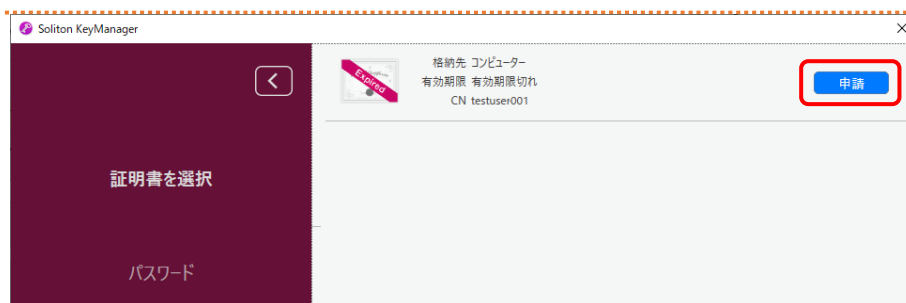 Soliton KeyManager
格納先 コンピューター
Expired
有効期限 有効期限切れ
申請
CN testuser001
証明書を選択
パスワード